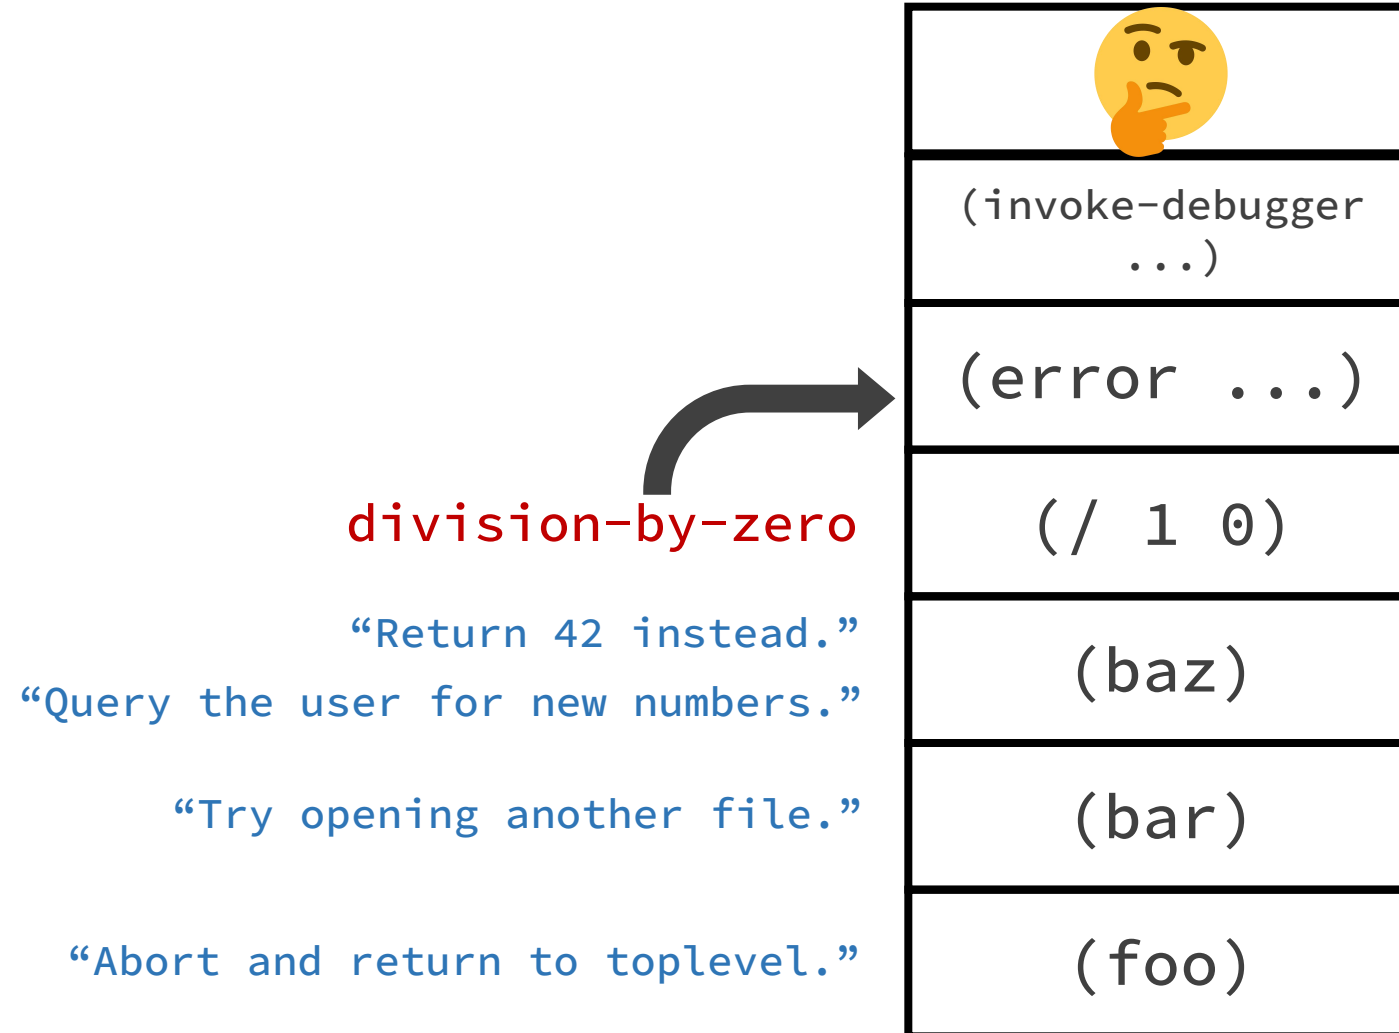 (invoke-debugger
...)
(error ...)
division-by-zero
(/ 1 0)
“Return 42 instead.”
“Query the user for new numbers.”
(baz)
“Try opening another file.”
(bar)
“Abort and return to toplevel.”
(foo)